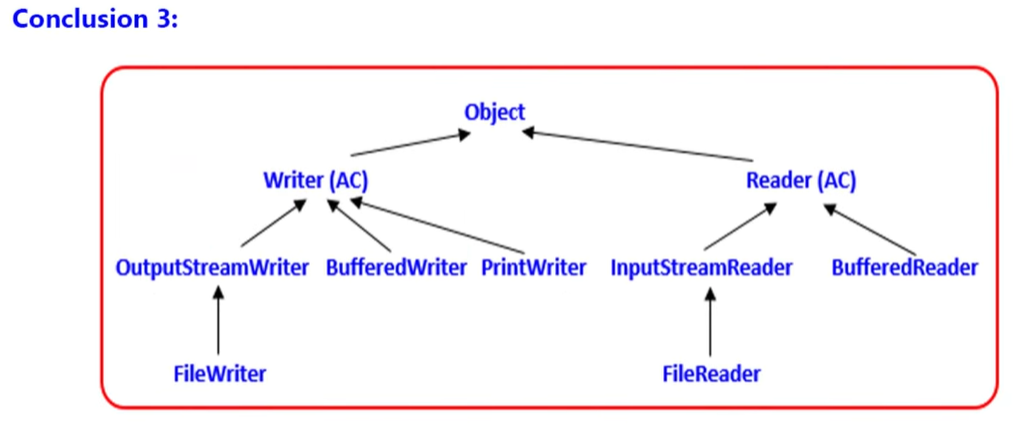 Conclusion 3:
Object
Writer (AC)
Reader (AC)
OutputStreamWriter BufferedWriter PrintWriter InputStreamReader BufferedReader
FileWriter
FileReader